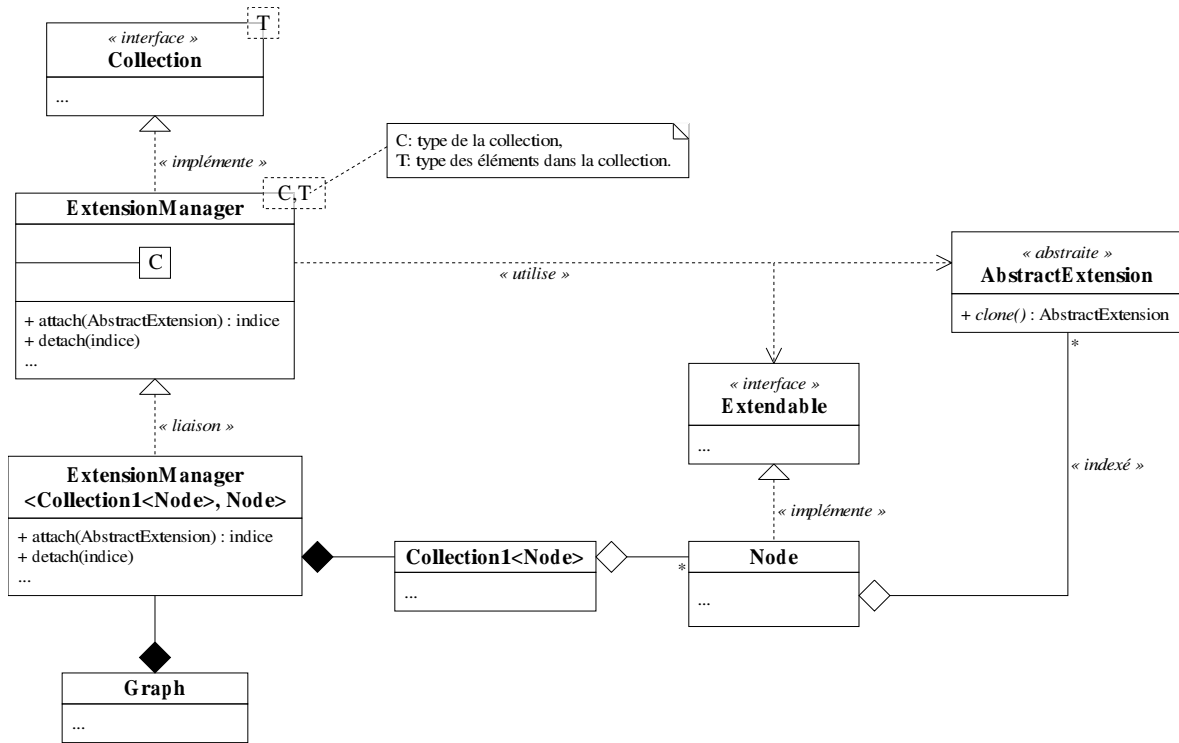 T
« interface »
Collection
...
« implémente »
C: type de la collection,
T: type des éléments dans la collection.
C,T
ExtensionManager
C
+ attach(AbstractExtension) : indice
+ detach(indice)
...
« utilise »
« abstraite »
AbstractExtension
+ clone() : AbstractExtension
*
« interface »
Extendable
...
« liaison »
« indexé »
ExtensionManager
<Collection1<Node>, Node>
+ attach(AbstractExtension) : indice
+ detach(indice)
...
« implémente »
Collection1<Node>
...
*
Node
...
Graph
...